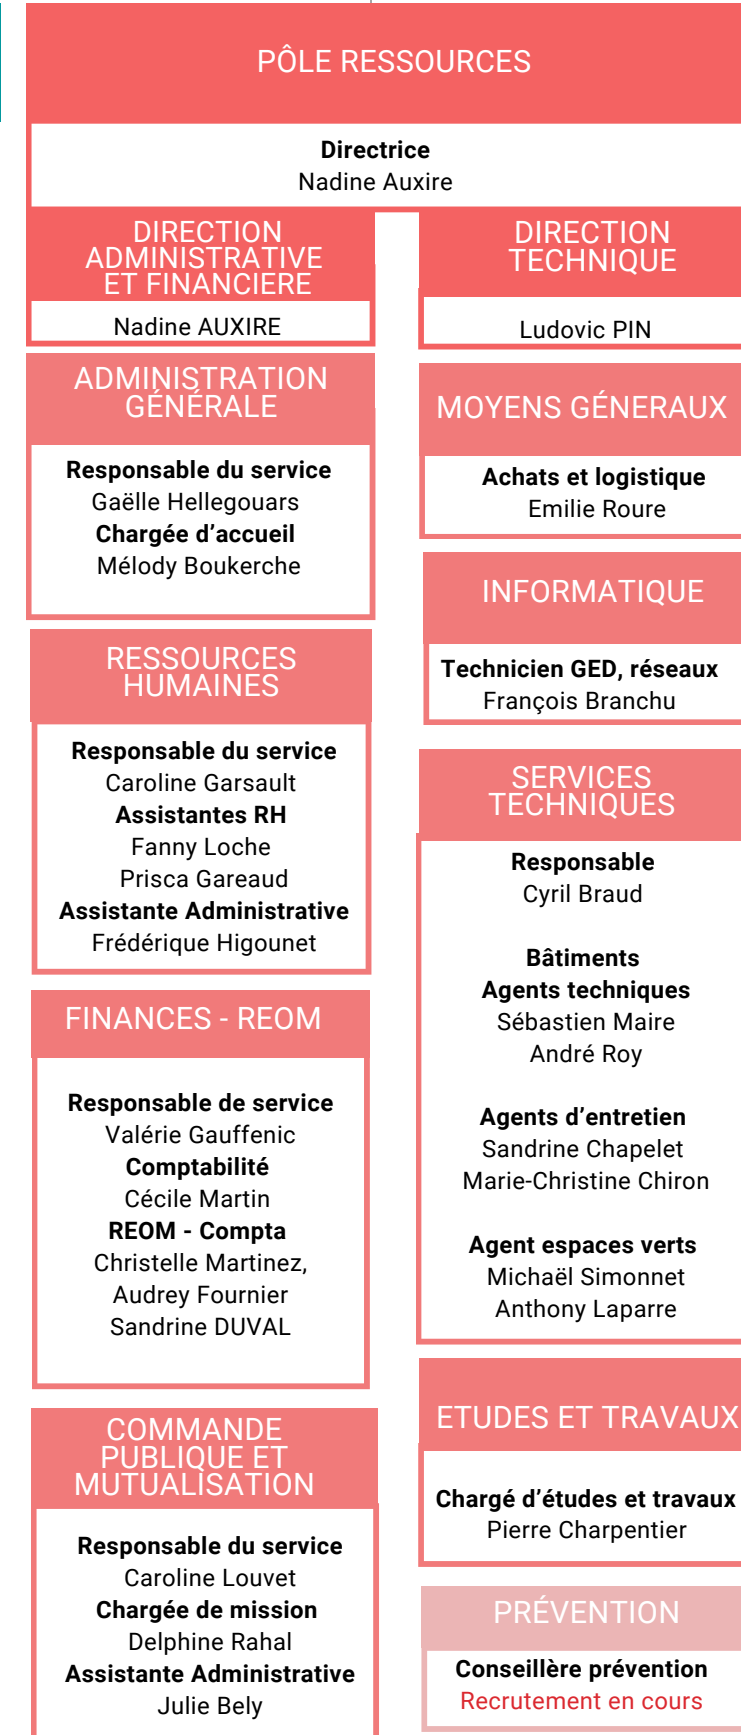 PÔLE RESSOURCES
Directrice
Nadine Auxire
DIRECTION
ADMINISTRATIVE
ET FINANCIERE
Nadine AUXIRE
ADMINISTRATION
GÉNÉRALE
Responsable du service
Gaëlle Hellegouars
Chargée d’accueil
Mélody Boukerche
RESSOURCES
HUMAINES
Responsable du service
Caroline Garsault
Assistantes RH
Fanny Loche
Prisca Gareaud
Assistante Administrative
Frédérique Higounet
FINANCES - REOM
Responsable de service
Valérie Gauffenic
Comptabilité
Cécile Martin
REOM - Compta
Christelle Martinez,
Audrey Fournier
Sandrine DUVAL
COMMANDE
PUBLIQUE ET
MUTUALISATION
Responsable du service
Caroline Louvet
Chargée de mission
Delphine Rahal
Assistante Administrative
Julie Bely
DIRECTION
TECHNIQUE
Ludovic PIN
MOYENS GÉNERAUX
Achats et logistique
Emilie Roure
INFORMATIQUE
Technicien GED, réseaux
François Branchu
SERVICES
TECHNIQUES
Responsable
Cyril Braud
Bâtiments
Agents techniques
Sébastien Maire
André Roy
Agents d’entretien
Sandrine Chapelet
Marie-Christine Chiron
Agent espaces verts
Michaël Simonnet
Anthony Laparre
ETUDES ET TRAVAUX
Chargé d’études et travaux
Pierre Charpentier
PRÉVENTION
Conseillère prévention
Recrutement en cours